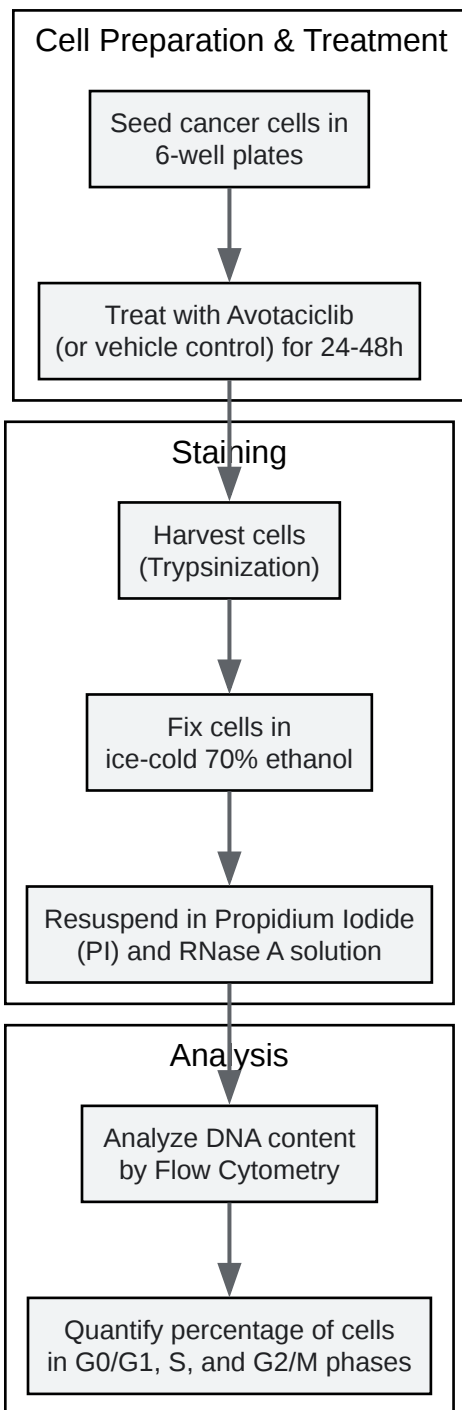 Cell Preparation & Treatment
Seed cancer cells in
6-well plates
Treat with Avotaciclib
(or vehicle control) for 24-48h
Staining
Harvest cells
(Trypsinization)
Fix cells in
ice-cold 70% ethanol
Resuspend in Propidium Iodide
(PI) and RNase A solution
Analysis
Analyze DNA content
by Flow Cytometry
Quantify percentage of cells
in G0/G1, S, and G2/M phases